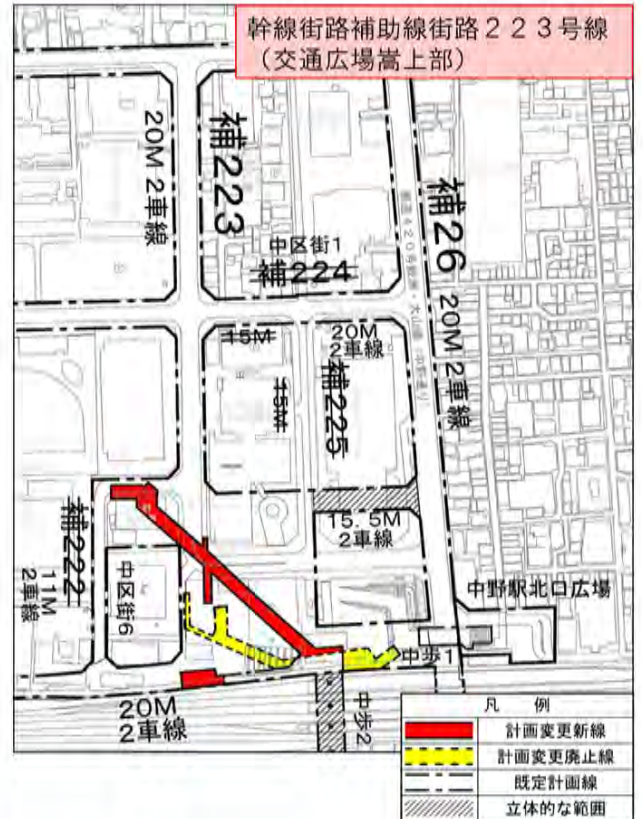 幹線街路補助線街路２２３号線
（交通広場嵩上部）
20M 2車線
補223
中区街1
補224
補26 20M 2車線
15M
20M
2車線
15M
補225
補222
11M
2車線
中区街6
15.5M
2車線
中野駅北口広場
中歩1
中歩2
20M
2車線
凡 例
計画変更新線
計画変更廃止線
既定計画線
立体的な範囲